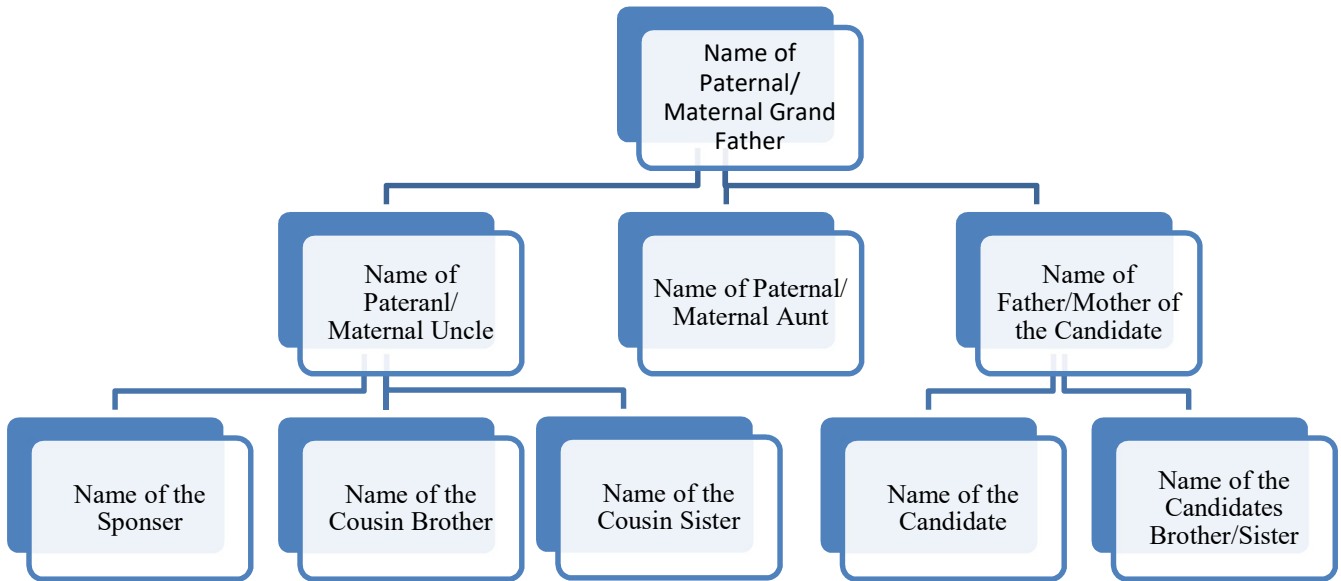 Name of
Paternal/
Maternal Grand
Father
Name of
Pateranl/
Maternal Uncle
Name of Paternal/
Maternal Aunt
Name of
Father/Mother of
the Candidate
Name of the
Sponser
Name of the
Cousin Brother
Name of the
Cousin Sister
Name of the
Candidate
Name of the
Candidates
Brother/Sister